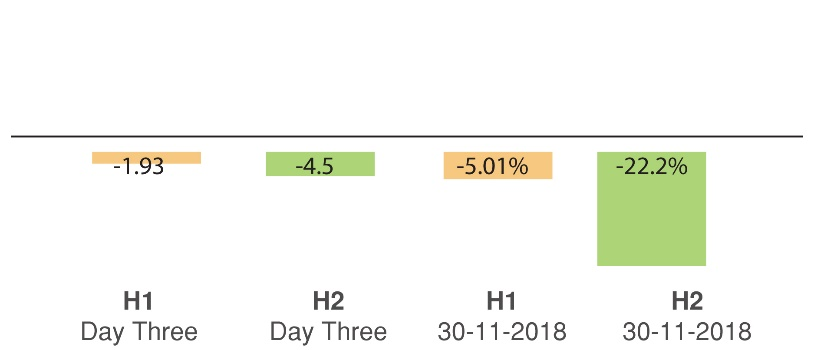 -1.93 -4.5 -5.01% -22.2%
H1 H2 H1 H2
Day Three Day Three 30-11-2018 30-11-2018